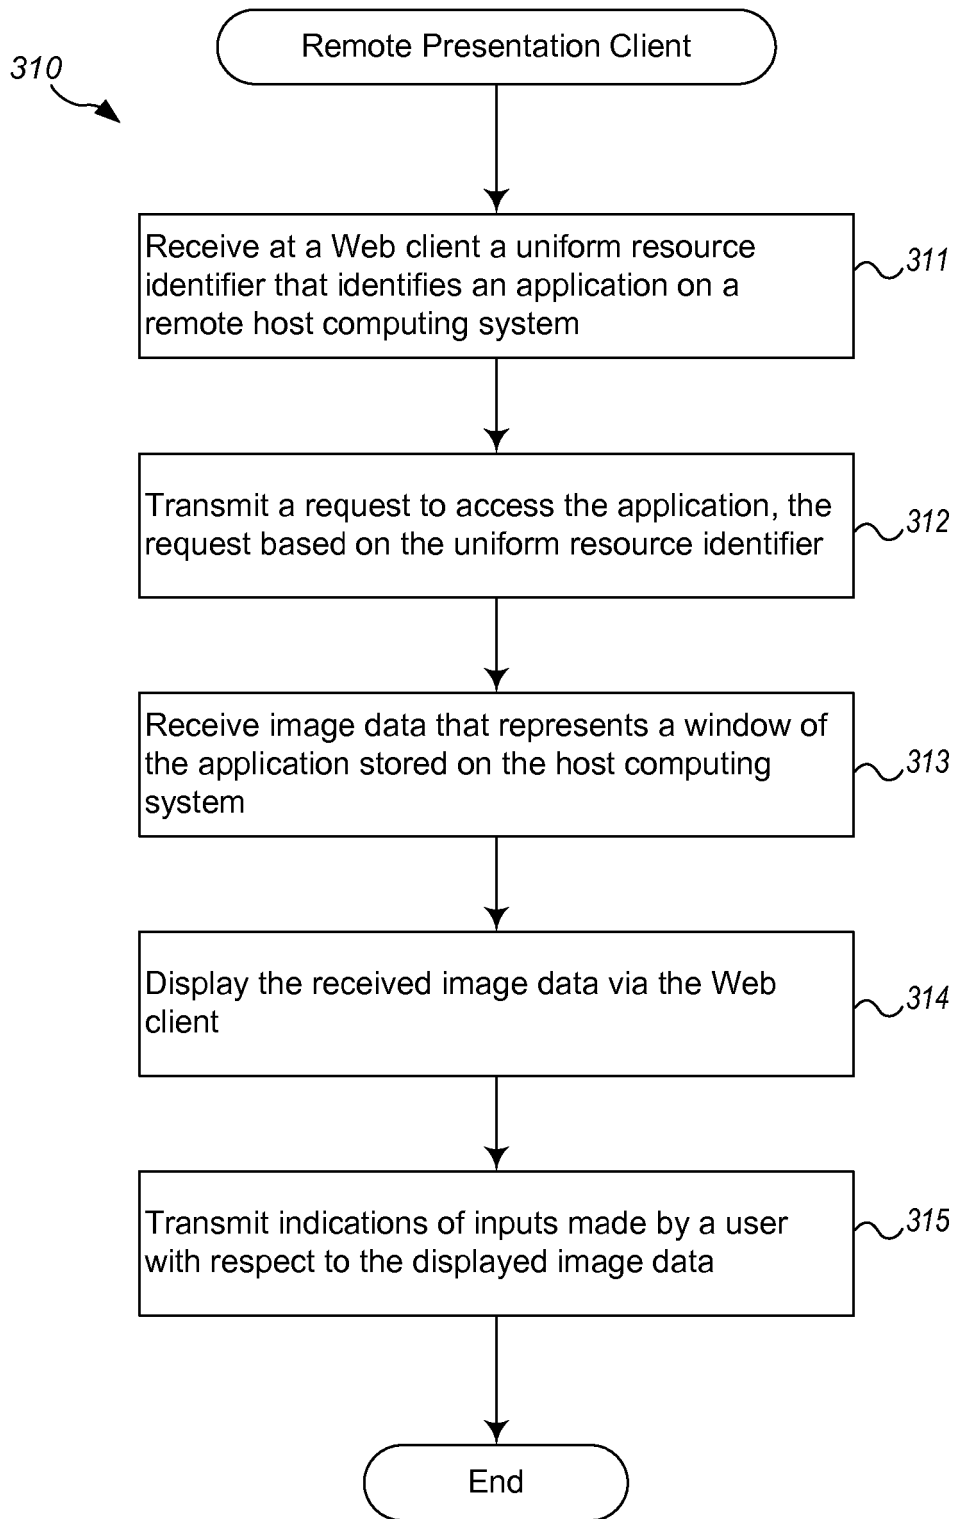 Remote Presentation Client
310
Receive at a Web client a uniform resource
identifier that identifies an application on a
remote host computing system
311
Transmit a request to access the application, the
request based on the uniform resource identifier
312
Receive image data that represents a window of
the application stored on the host computing
system
313
Display the received image data via the Web
client
314
Transmit indications of inputs made by a user
with respect to the displayed image data
315
End